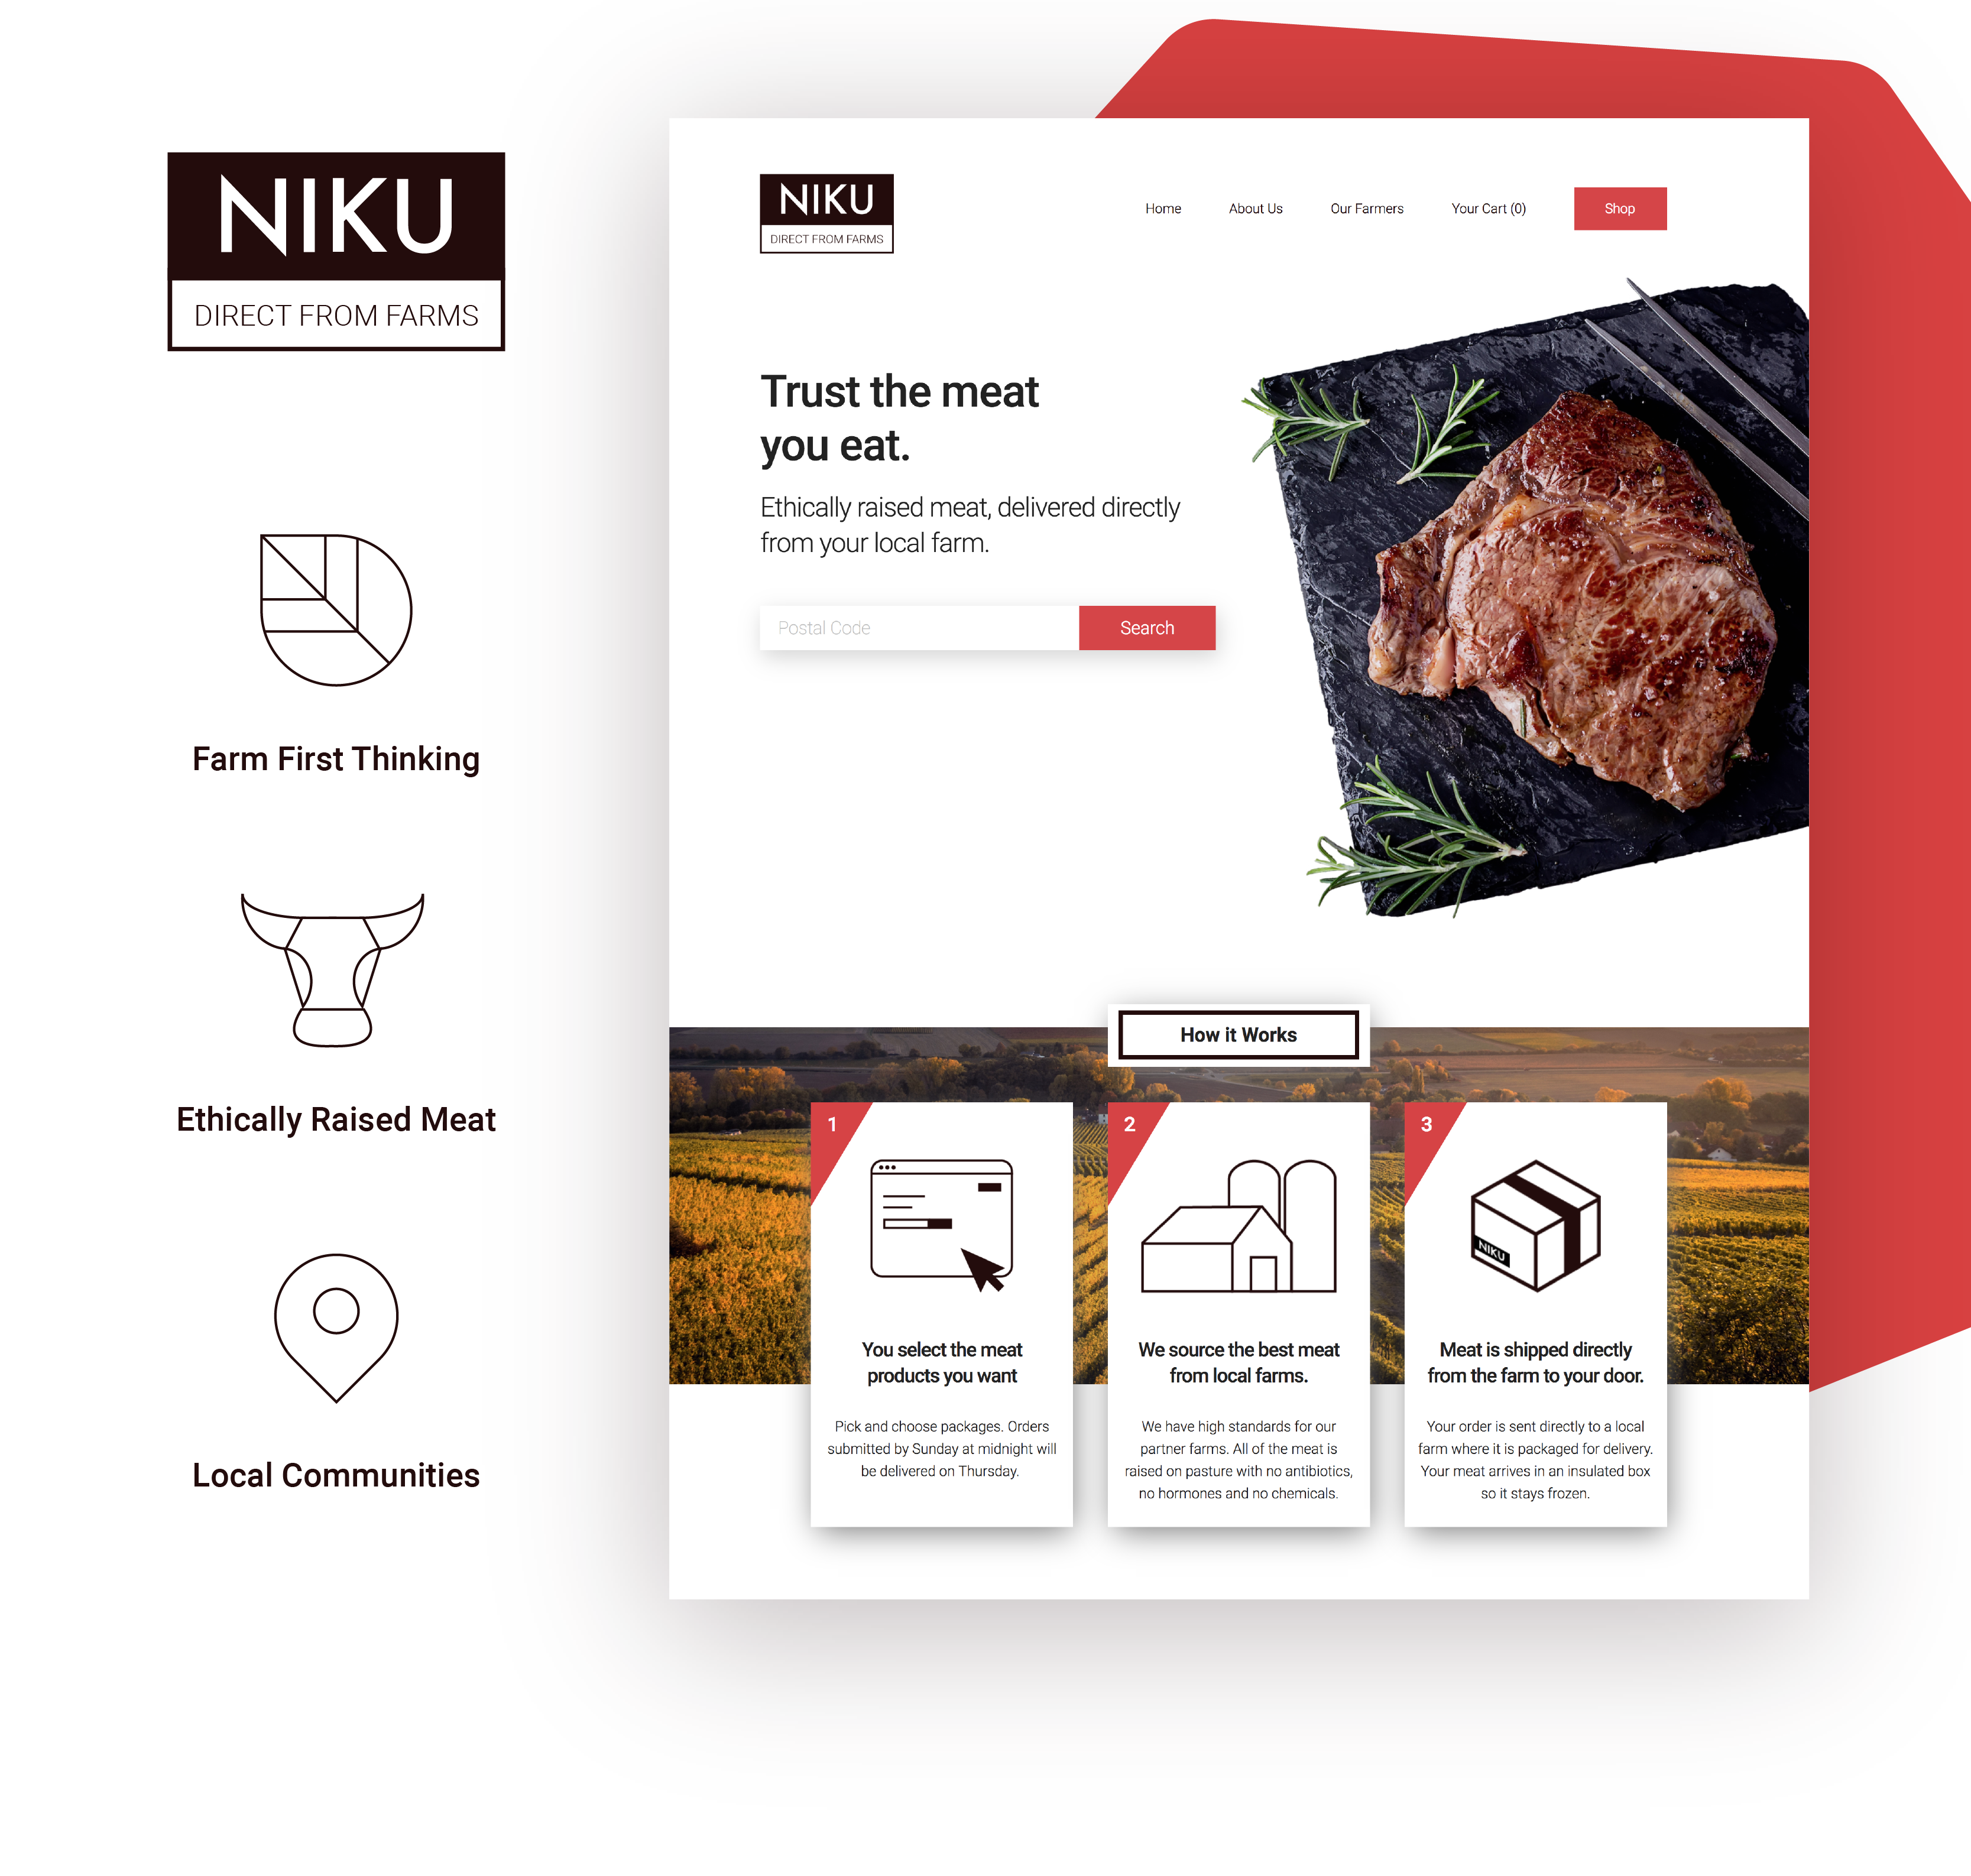 NIKU
DIRECT FROM FARMS
Farm First Thinking
Ethically Raised Meat
Local Communities
NIKU
DIRECT FROM FARMS
Home
About Us
Our Farmers
Your Cart (0)
Shop
Trust the meat
you eat.
Ethically raised meat, delivered directly
from your local farm.
Postal Code
Search
How it Works
1
You select the meat
products you want
Pick and choose packages. Orders
submitted by Sunday at midnight will
be delivered on Thursday.
2
We source the best meat
from local farms.
We have high standards for our
partner farms. All of the meat is
raised on pasture with no antibiotics,
no hormones and no chemicals.
3
NIKU
Meat is shipped directly
from the farm to your door.
Your order is sent directly to a local
farm where it is packaged for delivery.
Your meat arrives in an insulated box
so it stays frozen.